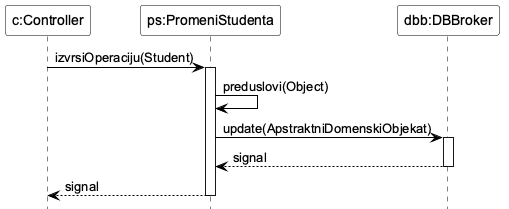 c:Controller
ps:PromeniStudenta
dbb:DBBroker
izvrsiOperaciju(Student)
preduslovi(Object)
update(ApstraktniDomenskiObjekat)
signal
signal